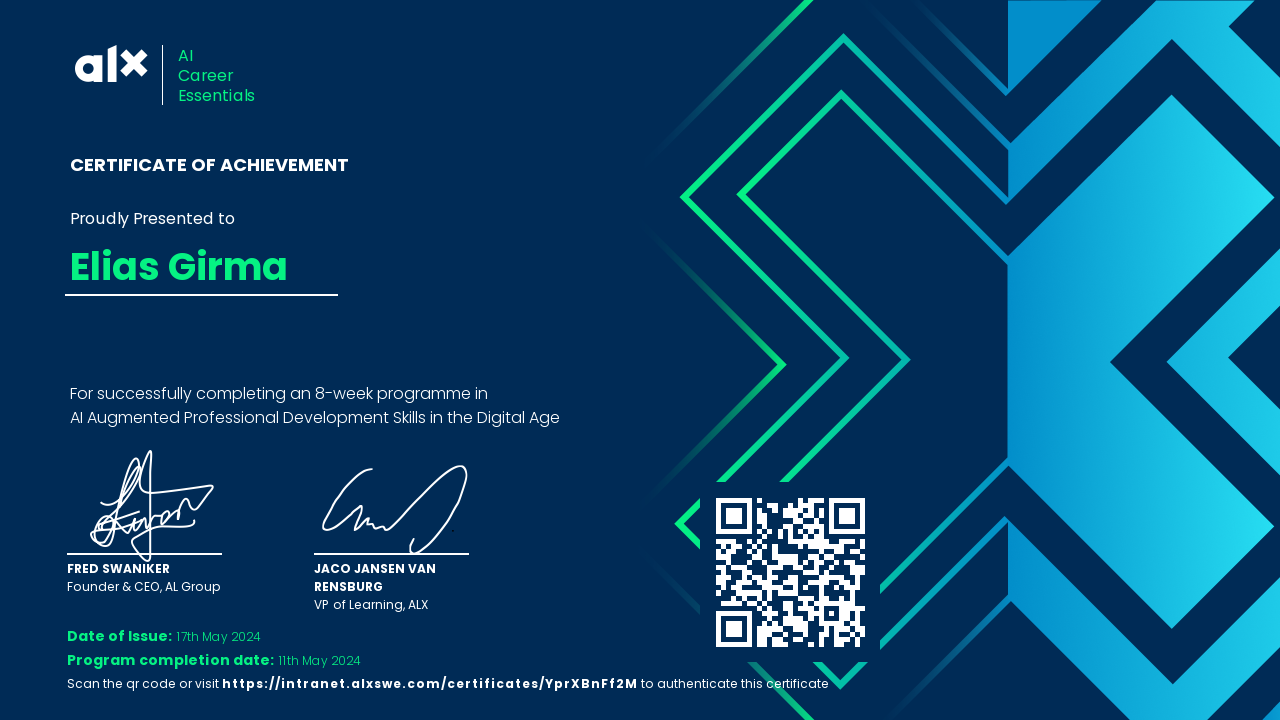 alx
AI
Career
Essentials
CERTIFICATE OF ACHIEVEMENT
Proudly Presented to
Elias Girma
For successfully completing an 8-week programme in
AI Augmented Professional Development Skills in the Digital Age
FRED SWANIKER
Founder & CEO, AL Group
JACO JANSEN VAN
RENSBURG
VP of Learning, ALX
Date of Issue: 17th May 2024
Program completion date: 11th May 2024
Scan the qr code or visit https://intranet.alxswe.com/certificates/YprXBnFf2M to authenticate this certificate